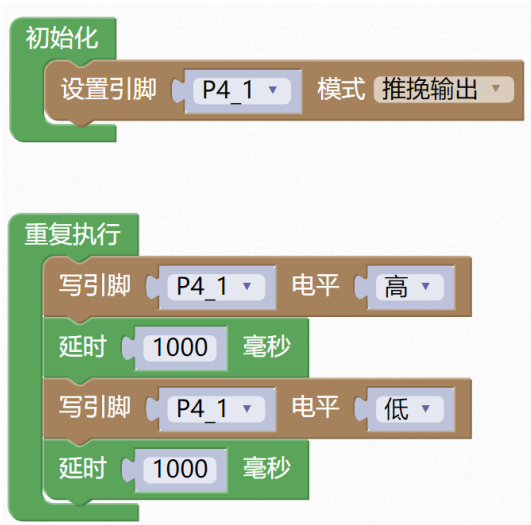 初始化
设置引脚 P4_1 模式 推挽输出
重复执行
写引脚 P4_1 电平 高
延时 1000 毫秒
写引脚 P4_1 电平 低
延时 1000 毫秒